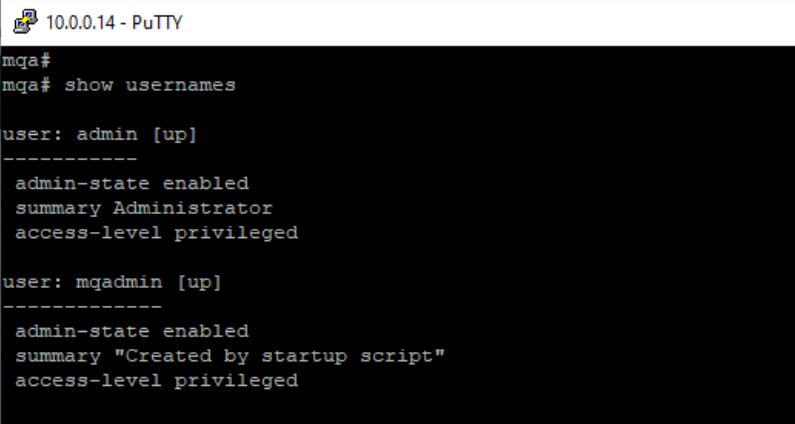 10.0.0.14 - PuTTY
mqa#
mqa# show usernames
user: admin [up]
-----------
admin-state enabled
summary Administrator
access-level privileged
user: mqadmin [up]
-------------
admin-state enabled
summary "Created by startup script"
access-level privileged